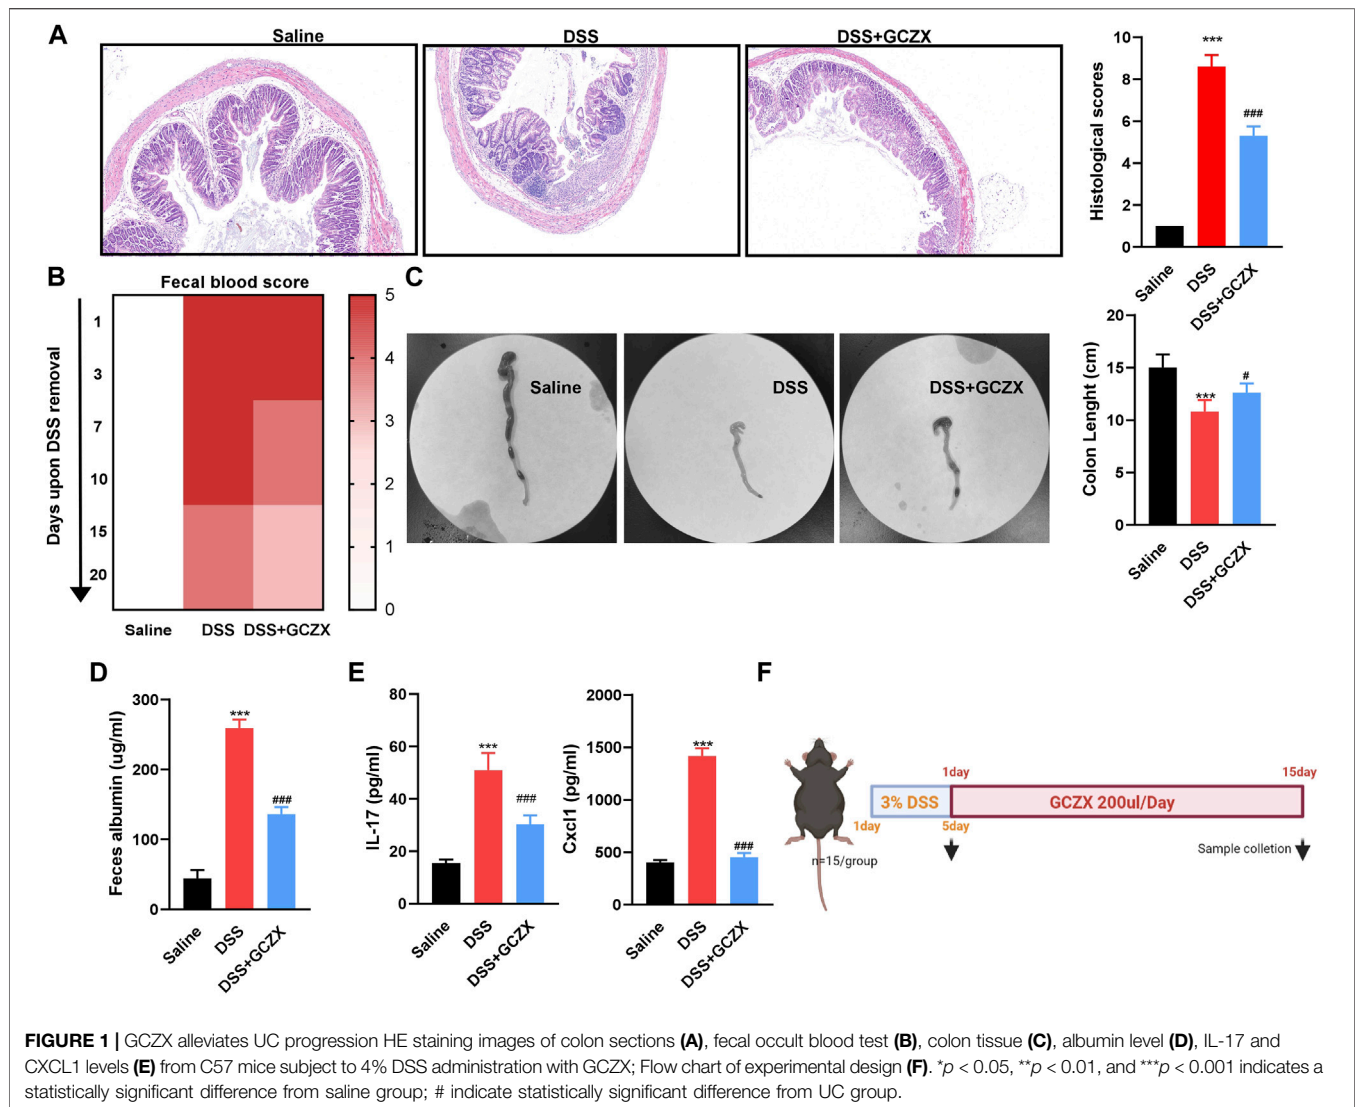 A
Saline
DSS
DSS+GCZX
Histological scores
10
8
6
4
2
0
***
###
Saline
DSS
DSS+GCZX
B
Fecal blood score
Days upon DSS removal
1
3
7
10
15
20
Saline
DSS
DSS+GCZX
5
4
3
2
1
0
C
Saline
DSS
DSS+GCZX
Colon Lenght (cm)
20
15
10
5
0
***
#
Saline
DSS
DSS+GCZX
D
Feces albumin (ug/ml)
300
200
100
0
***
###
Saline
DSS
DSS+GCZX
E
IL-17 (pg/ml)
80
60
40
20
0
***
###
Saline
DSS
DSS+GCZX
Cxcl1 (pg/ml)
2000
1500
1000
500
0
***
###
Saline
DSS
DSS+GCZX
F
1day
15day
3% DSS
GCZX 200ul/Day
1day
5day
n=15/group
Sample colletion
FIGURE 1 | GCZX alleviates UC progression HE staining images of colon sections (A), fecal occult blood test (B), colon tissue (C), albumin level (D), IL-17 and
CXCL1 levels (E) from C57 mice subject to 4% DSS administration with GCZX; Flow chart of experimental design (F). *p < 0.05, **p < 0.01, and ***p < 0.001 indicates a
statistically significant difference from saline group; # indicate statistically significant difference from UC group.